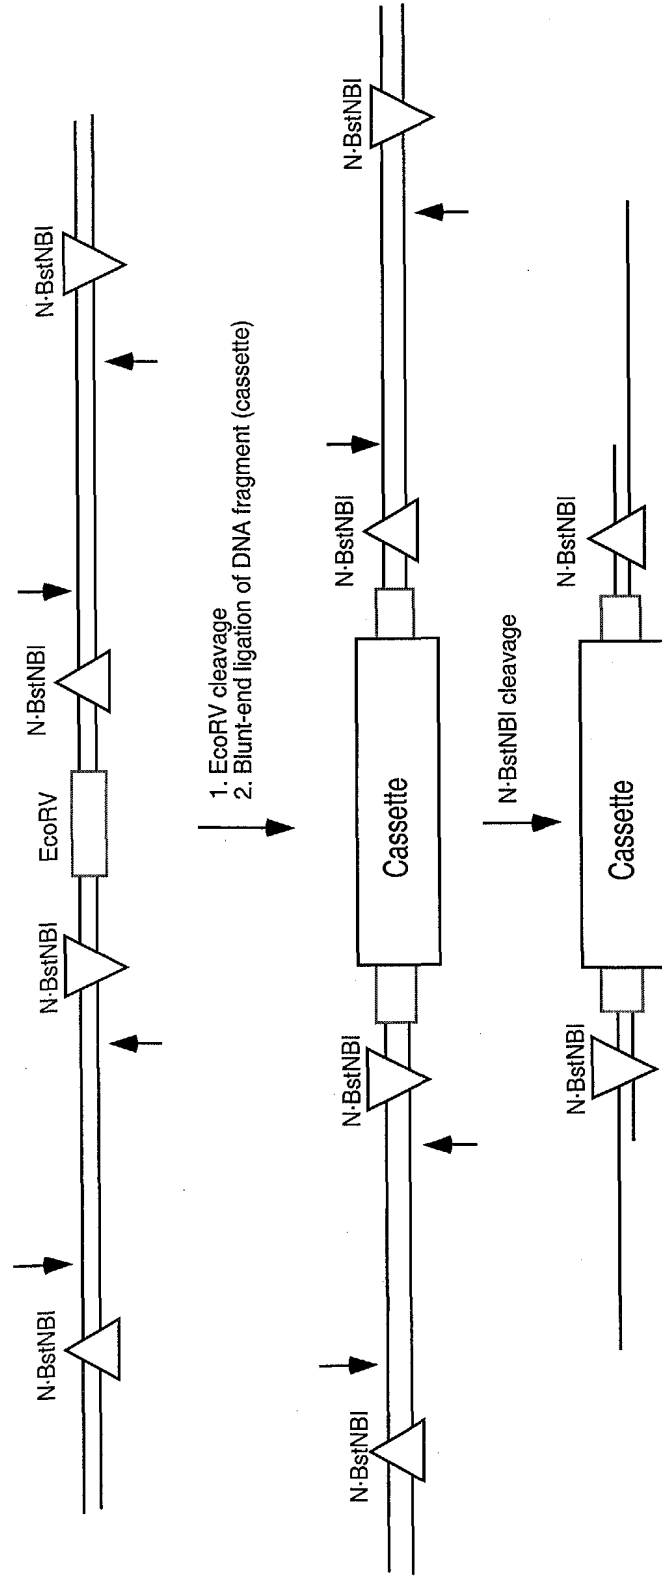 N·BstNBI
N·BstNBI
EcoRV
N·BstNBI
N·BstNBI
1. EcoRV cleavage
2. Blunt-end ligation of DNA fragment (cassette)
N·BstNBI
N·BstNBI
Cassette
N·BstNBI
N·BstNBI
N·BstNBI cleavage
N·BstNBI
Cassette
N·BstNBI